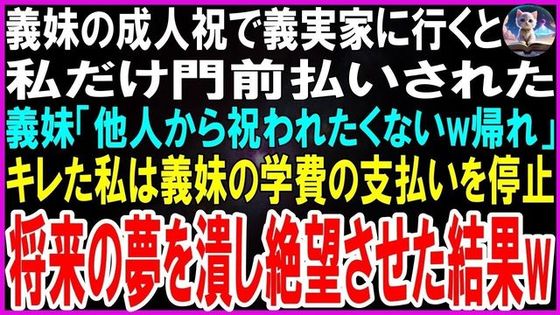 義妹の成人祝で義実家に行くと
私だけ門前払いされた
義妹「他人から祝われたくないw帰れ」
キレた私は義妹の学費の支払いを停止
将来の夢を潰し絶望させた結果w